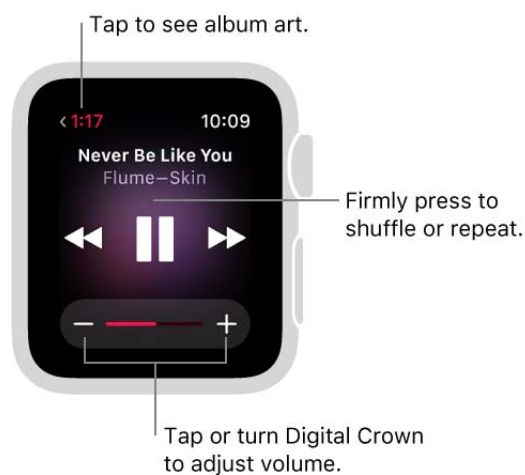 Tap to see album art.
< 1:17 10:09
Never Be Like You
Flume–Skin
Firmly press to
shuffle or repeat.
Tap or turn Digital Crown
to adjust volume.